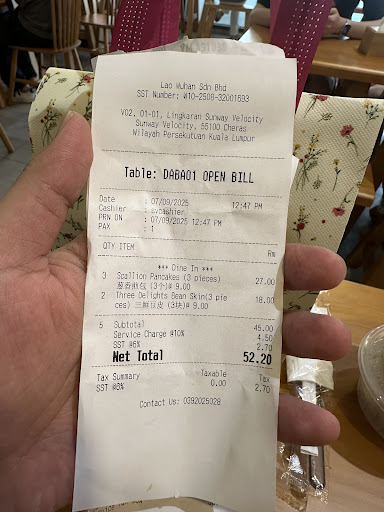 Lao Wuhan Sdn Bhd
SST Number: W10-2508-32001693
V02, 01-01, Lingkaran Sunway Velocity
Sunway Velocity, 55100 Cheras
Wilayah Persekutuan Kuala Lumpur
Table: DABAO1 OPEN BILL
Date : 07/09/2025 12:47 PM
Cashier : svcashier
PRN ON : 07/09/2025 12:47 PM
PAX : 1
QTY ITEM Rm
*** Dine In ***
3 Scallion Pancakes (3 pieces) 27.00
葱香煎饼 (3个)@ 9.00
2 Three Delights Bean Skin(3 pie 18.00
ces) 三鲜豆皮 (3块)@ 9.00
5 Subtotal 45.00
Service Charge @10% 4.50
SST @6% 2.70
Net Total 52.20
Tax Summary Taxable Tax
SST @6% 0.00 2.70
Contact Us: 0392025028